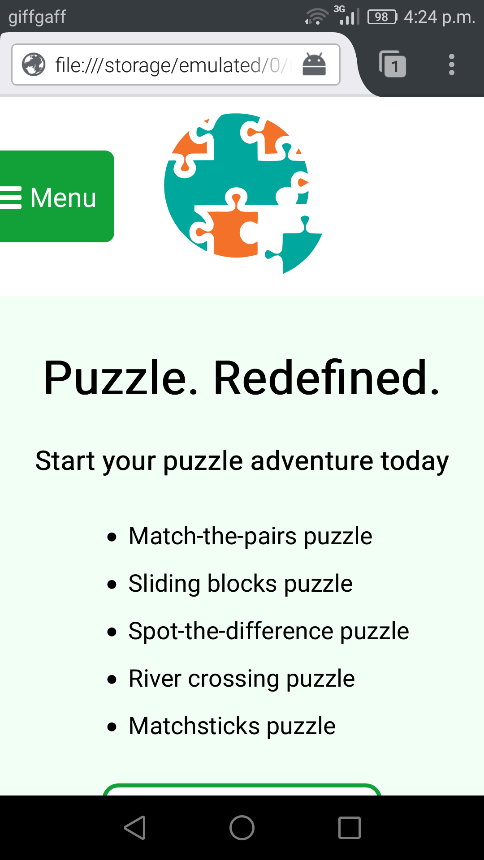 giffgaff 3G 98 4:24 p.m.
file:///storage/emulated/0/ 1
Menu
Puzzle. Redefined.
Start your puzzle adventure today
Match-the-pairs puzzle
Sliding blocks puzzle
Spot-the-difference puzzle
River crossing puzzle
Matchsticks puzzle